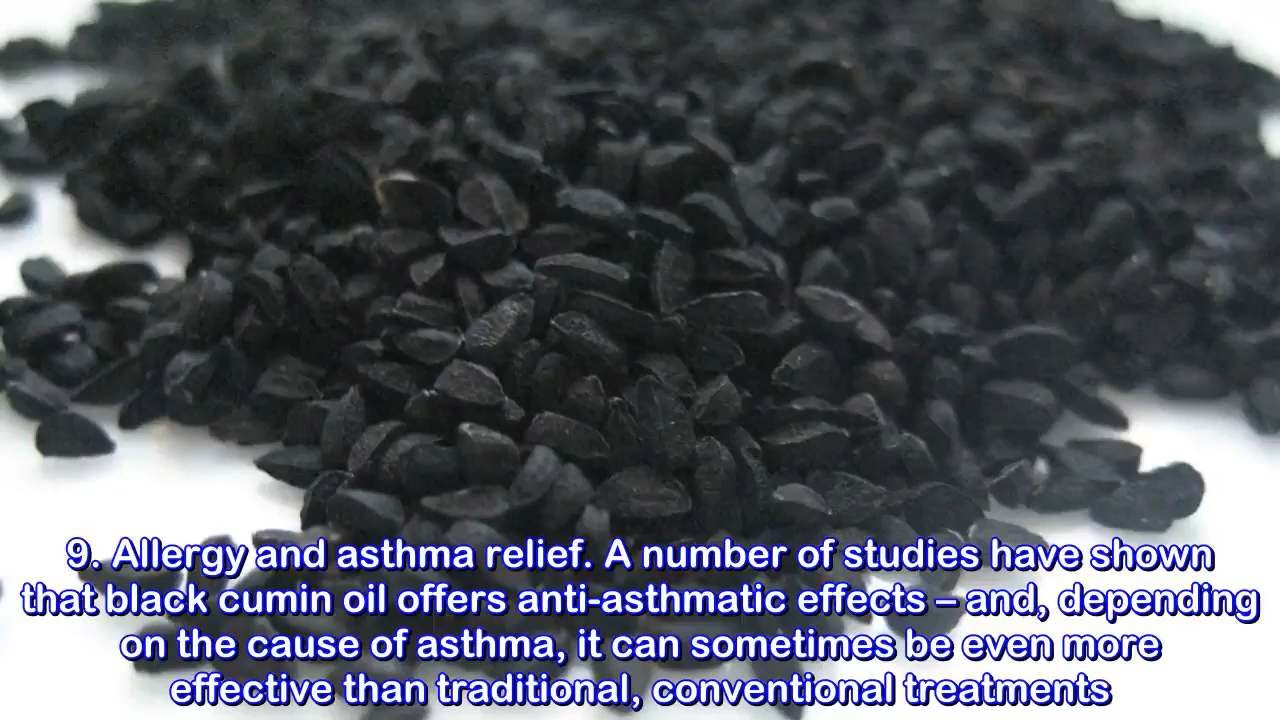 9. Allergy and asthma relief. A number of studies have shown
that black cumin oil offers anti-asthmatic effects – and, depending
on the cause of asthma, it can sometimes be even more
effective than traditional, conventional treatments